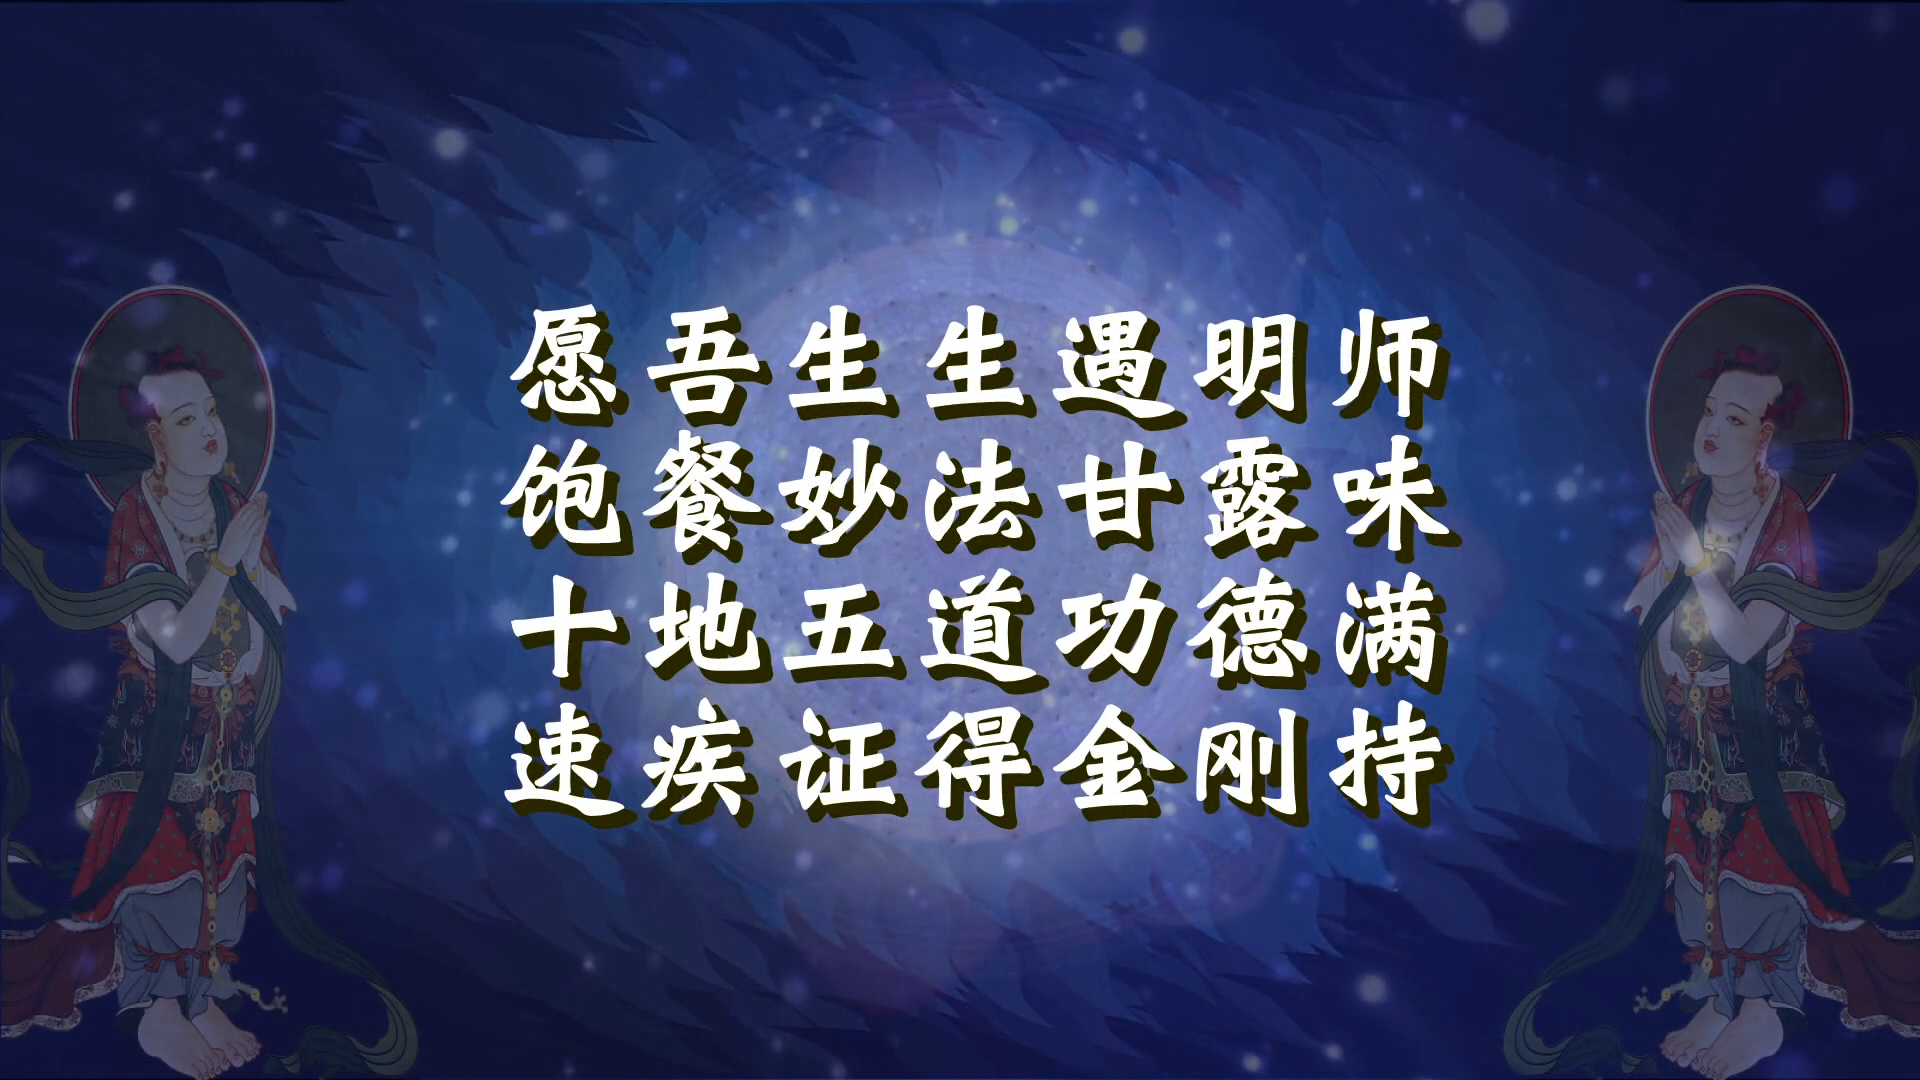 愿吾生生遇明师
饱餐妙法甘露味
十地五道功德满
速疾证得金刚持